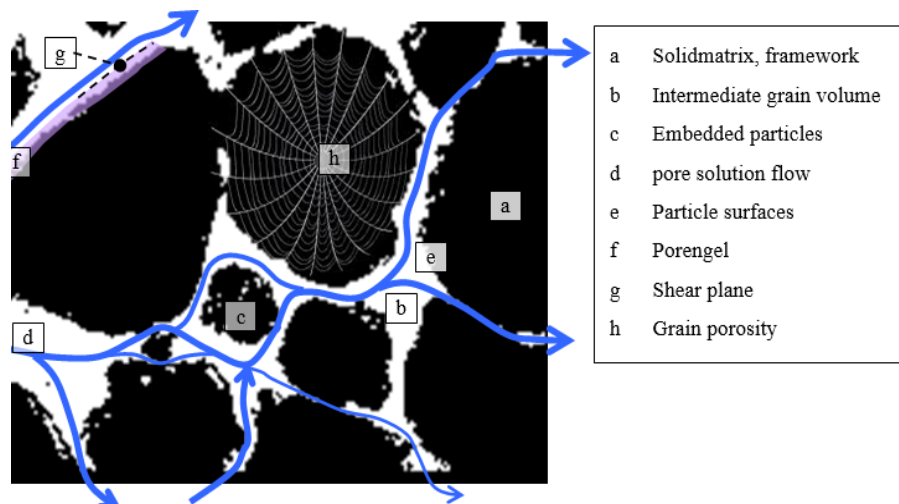 g
f
h
a
e
c
b
d
a Solidmatrix, framework
b Intermediate grain volume
c Embedded particles
d pore solution flow
e Particle surfaces
f Porengel
g Shear plane
h Grain porosity